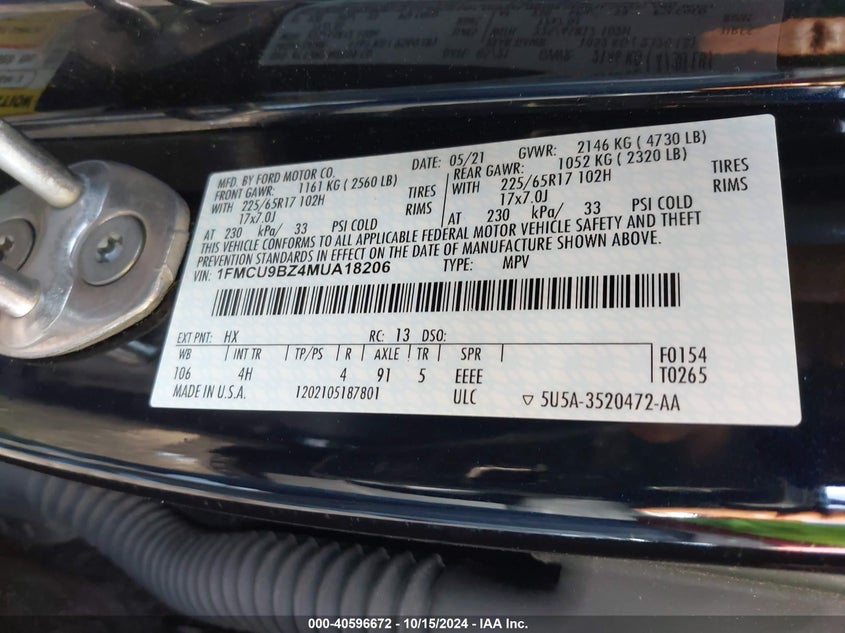 MFD. BY FORD MOTOR CO. DATE: 05/21 GVWR: 2146 KG ( 4730 LB)
FRONT GAWR: 1161 KG ( 2560 LB) REAR GAWR: 1052 KG ( 2320 LB)
WITH 225/65R17 102H TIRES WITH 225/65R17 102H TIRES
17x7.0J RIMS 17x7.0J RIMS
AT 230 kPa/ 33 PSI COLD AT 230 kPa/ 33 PSI COLD
THIS VEHICLE CONFORMS TO ALL APPLICABLE FEDERAL MOTOR VEHICLE SAFETY AND THEFT
PREVENTION STANDARDS IN EFFECT ON THE DATE OF MANUFACTURE SHOWN ABOVE.
VIN: 1FMCU9BZ4MUA18206 TYPE: MPV
EXT PNT: HX RC: 13 DSO:
WB INT TR TP/PS R AXLE TR SPR F0154
106 4H 4 91 5 EEEE T0265
MADE IN U.S.A. 1202105187801 ULC ▽ 5U5A-3520472-AA
000-40596672 / 10/15/2024 - IAA Inc.